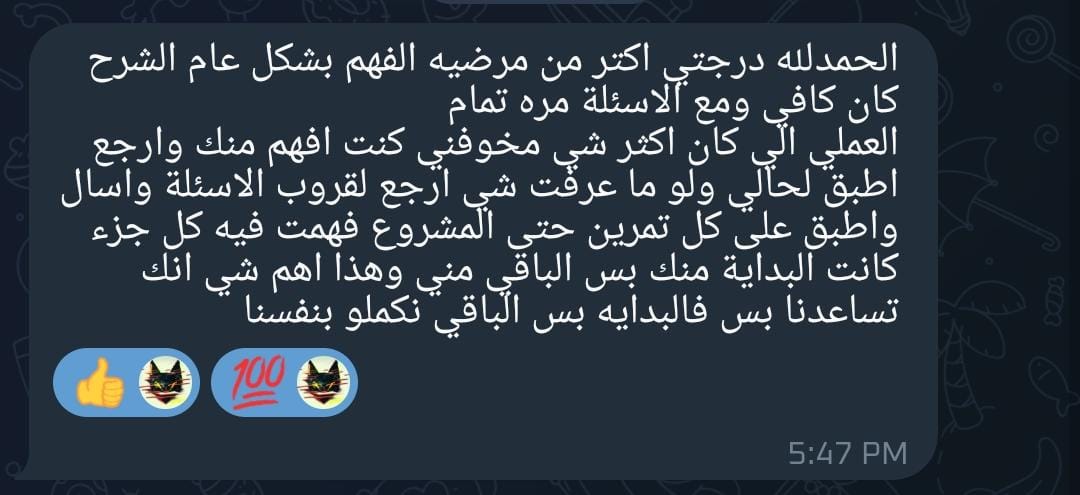 الحمدلله درجتي اكتر من مرضيه الفهم بشكل عام الشرح
كان كافي ومع الاسئلة مره تمام
العملي الي كان اكثر شي مخوفني كنت افهم منك وارجع
اطبق لحالي ولو ما عرفت شي ارجع لقروب الاسئلة واسال
واطبق على كل تمرين حتى المشروع فهمت فيه كل جزء
كانت البداية منك بس الباقي مني وهذا اهم شي انك
تساعدنا بس فالبدايه بس الباقي نكملو بنفسنا
💯 👍
5:47 PM